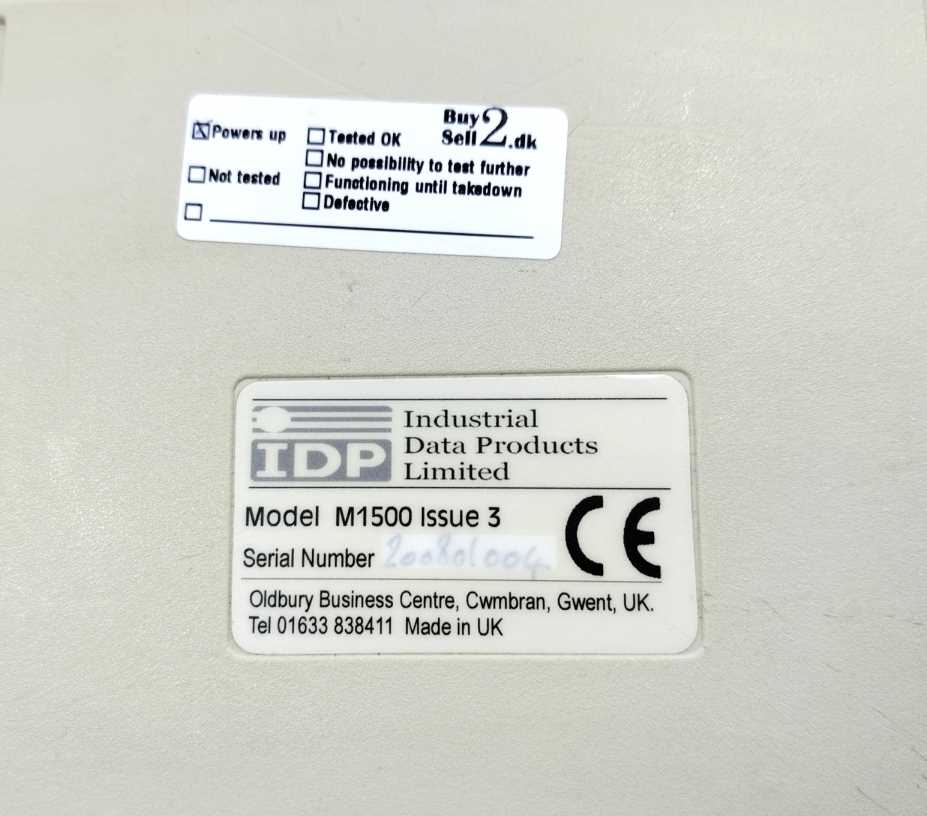 Buy 2
Sell .dk
Powers up
Tested OK
No possibility to test further
Not tested
Functioning until takedown
Defective
IDP
Industrial
Data Products
Limited
Model M1500 Issue 3
Serial Number 200801004
CE
Oldbury Business Centre, Cwmbran, Gwent, UK.
Tel 01633 838411 Made in UK